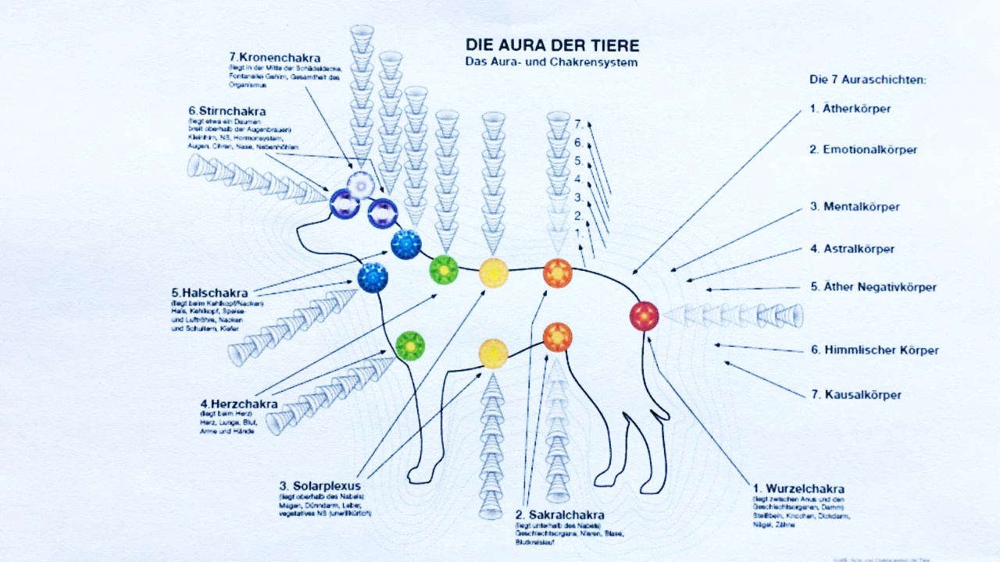 DIE AURA DER TIERE
Das Aura- und Chakrensystem
7.Kronenchakra
(liegt in der Mitte der Schädeldecke,
Fontanelle) Gehirn, Gesamtheit des
Organismus
6.Stirnchakra
(liegt etwa ein Daumen
breit oberhalb der Augenbrauen)
Kleinhirn, NS, Hormonsystem,
Augen, Ohren, Nase, Nebenhöhlen
5.Halschakra
(liegt beim Kehlkopf/Nacken)
Hals, Kehlkopf, Speise-
und Luftröhre, Nacken
und Schultern, Kiefer
4.Herzchakra
(liegt beim Herz)
Herz, Lunge, Blut,
Arme und Hände
3. Solarplexus
(liegt oberhalb des Nabels)
Magen, Dünndarm, Leber,
vegetatives NS (unwillkürlich)
2. Sakralchakra
(liegt unterhalb des Nabels)
Geschlechtsorgane, Nieren, Blase,
Blutkreislauf
1. Wurzelchakra
(liegt zwischen Anus und den
Geschlechtsorganen, Damm)
Steißbein, Knochen, Dickdarm,
Nägel, Zähne
7.
6.
5.
4.
3.
2.
1.
Die 7 Auraschichten:
1. Ätherkörper
2. Emotionalkörper
3. Mentalkörper
4. Astralkörper
5. Äther Negativkörper
6. Himmlischer Körper
7. Kausalkörper